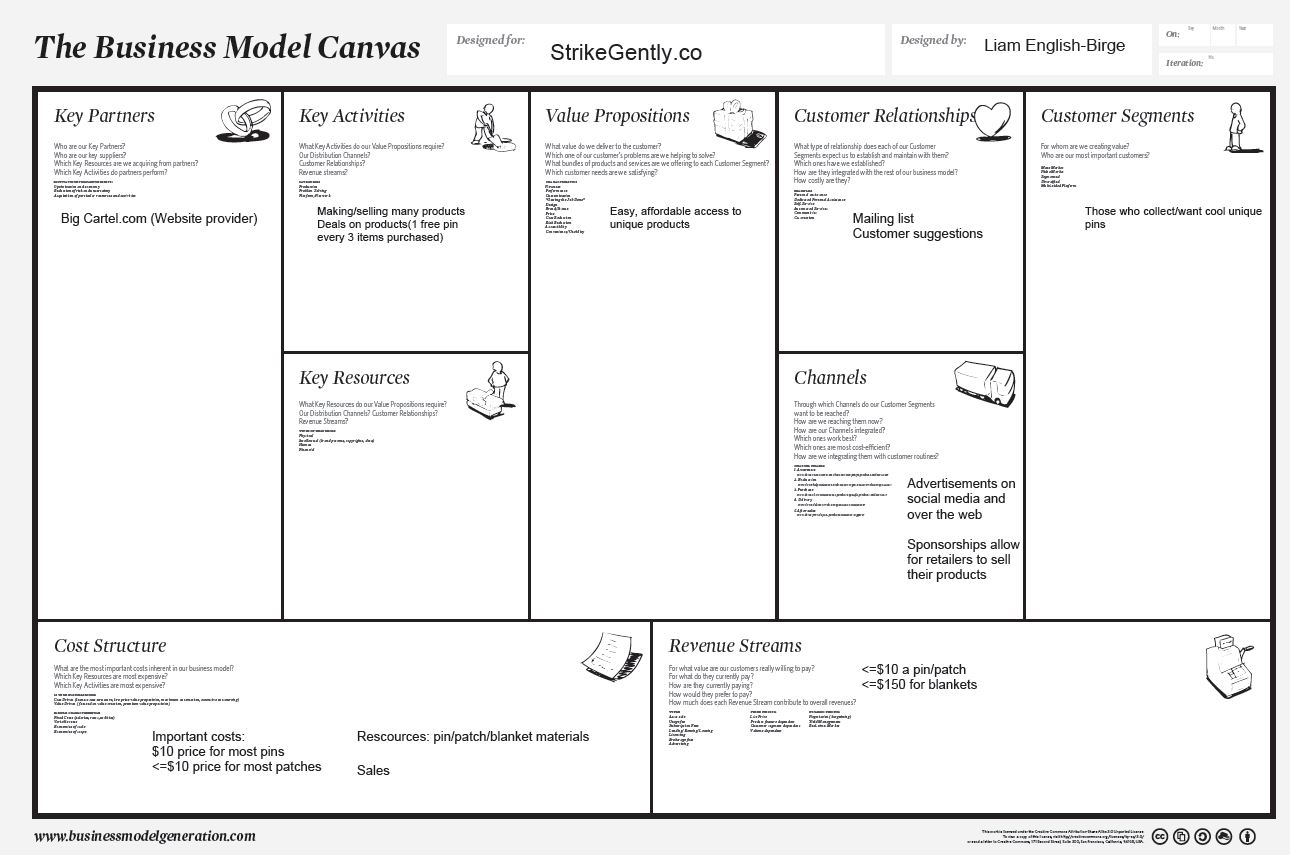 The Business Model Canvas
Designed for:
StrikeGently.co
Designed by:
Liam English-Birge
On:
Day
Month
Year
Iteration:
No.
Key Partners
Who are our Key Partners?
Who are our key suppliers?
Which Key Resources are we acquiring from partners?
Which Key Activities do partners perform?
Big Cartel.com (Website provider)
Key Activities
What Key Activities do our Value Propositions require?
Our Distribution Channels?
Customer Relationships?
Revenue streams?
Making/selling many products
Deals on products(1 free pin
every 3 items purchased)
Key Resources
What Key Resources do our Value Propositions require?
Our Distribution Channels? Customer Relationships?
Revenue Streams?
Value Propositions
What value do we deliver to the customer?
Which one of our customer's problems are we helping to solve?
What bundles of products and services are we offering to each Customer Segment?
Which customer needs are we satisfying?
Easy, affordable access to
unique products
Customer Relationships
What type of relationship does each of our Customer
Segments expect us to establish and maintain with them?
Which ones have we established?
How are they integrated with the rest of our business model?
How costly are they?
Mailing list
Customer suggestions
Channels
Through which Channels do our Customer Segments
want to be reached?
How are we reaching them now?
How are our Channels integrated?
Which ones work best?
Which ones are most cost-efficient?
How are we integrating them with customer routines?
Advertisements on
social media and
over the web
Sponsorships allow
for retailers to sell
their products
Customer Segments
For whom are we creating value?
Who are our most important customers?
Those who collect/want cool unique
pins
Cost Structure
What are the most important costs inherent in our business model?
Which Key Resources are most expensive?
Which Key Activities are most expensive?
Important costs:
$10 price for most pins
<=$10 price for most patches
Rescources: pin/patch/blanket materials
Sales
Revenue Streams
For what value are our customers really willing to pay?
For what do they currently pay?
How are they currently paying?
How would they prefer to pay?
How much does each Revenue Stream contribute to overall revenues?
<=$10 a pin/patch
<=$150 for blankets
www.businessmodelgeneration.com